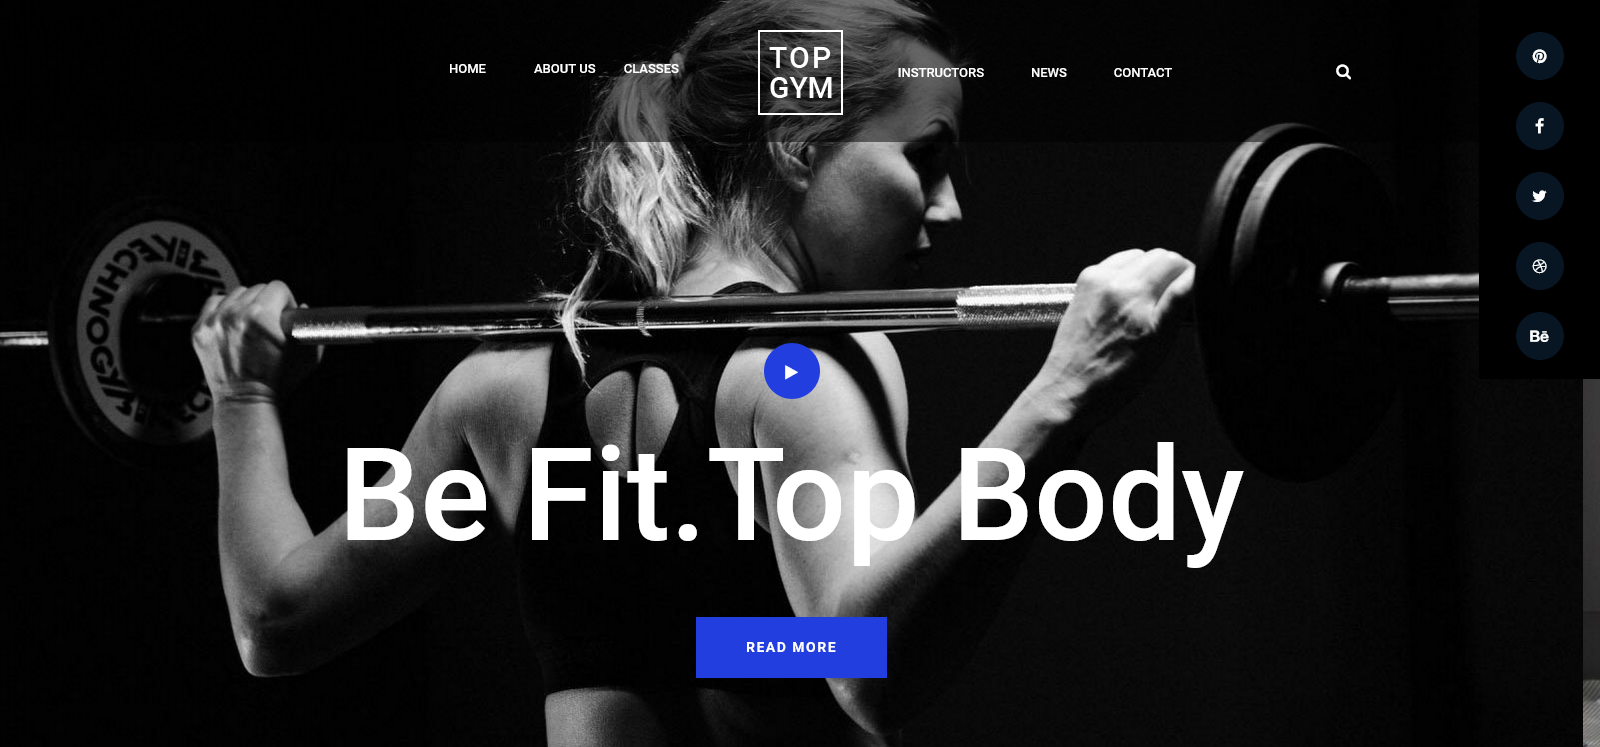 HOME ABOUT US CLASSES
TOP
GYM
INSTRUCTORS NEWS CONTACT
Bē
Be Fit.Top Body
READ MORE